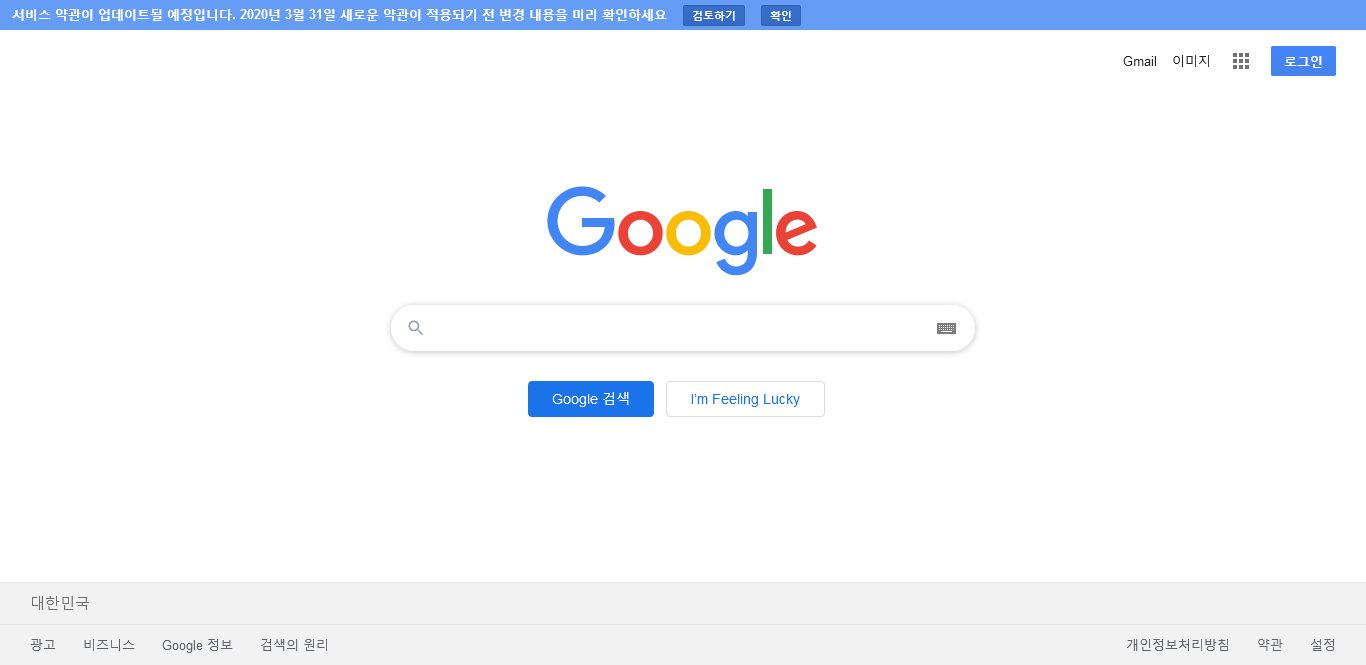 서비스 약관이 업데이트될 예정입니다. 2020년 3월 31일 새로운 약관이 적용되기 전 변경 내용을 미리 확인하세요 검토하기 확인
Gmail 이미지 로그인
Google
Google 검색 I'm Feeling Lucky
대한민국
광고 비즈니스 Google 정보 검색의 원리 개인정보처리방침 약관 설정